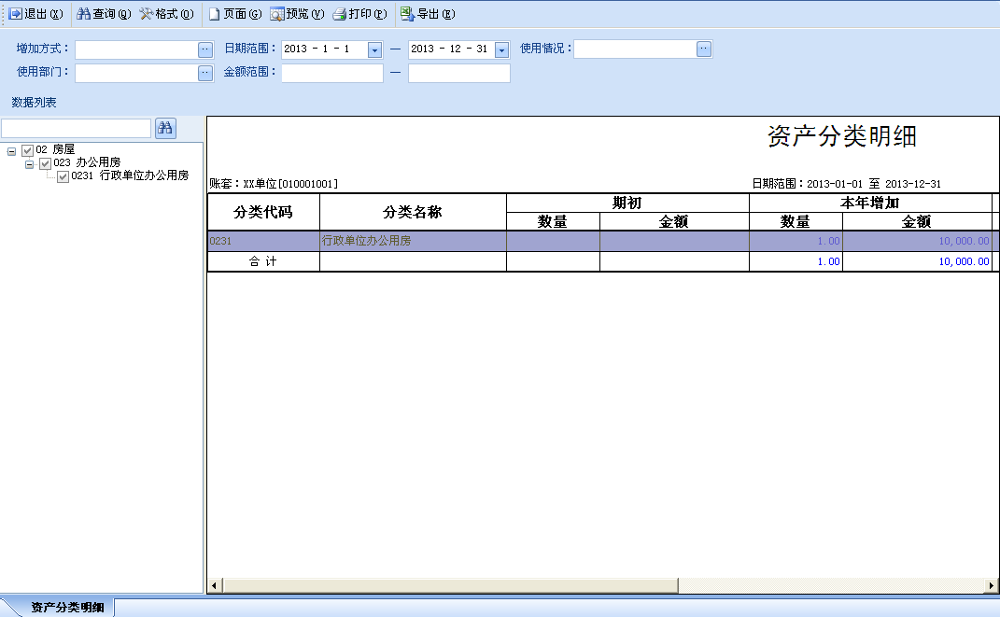 退出(X) 查询(Q) 格式(O) 页面(G) 预览(V) 打印(P) 导出(E)
增加方式： 日期范围： 2013 - 1 - 1 — 2013 - 12 - 31 使用情况：
使用部门： 金额范围： —
数据列表
02 房屋
023 办公用房
0231 行政单位办公用房
资产分类明细
账套：XX单位[010001001] 日期范围：2013-01-01 至 2013-12-31
分类代码 分类名称 期初 本年增加
数量 金额 数量 金额
0231 行政单位办公用房 1.00 10,000.00
合 计 1.00 10,000.00
资产分类明细